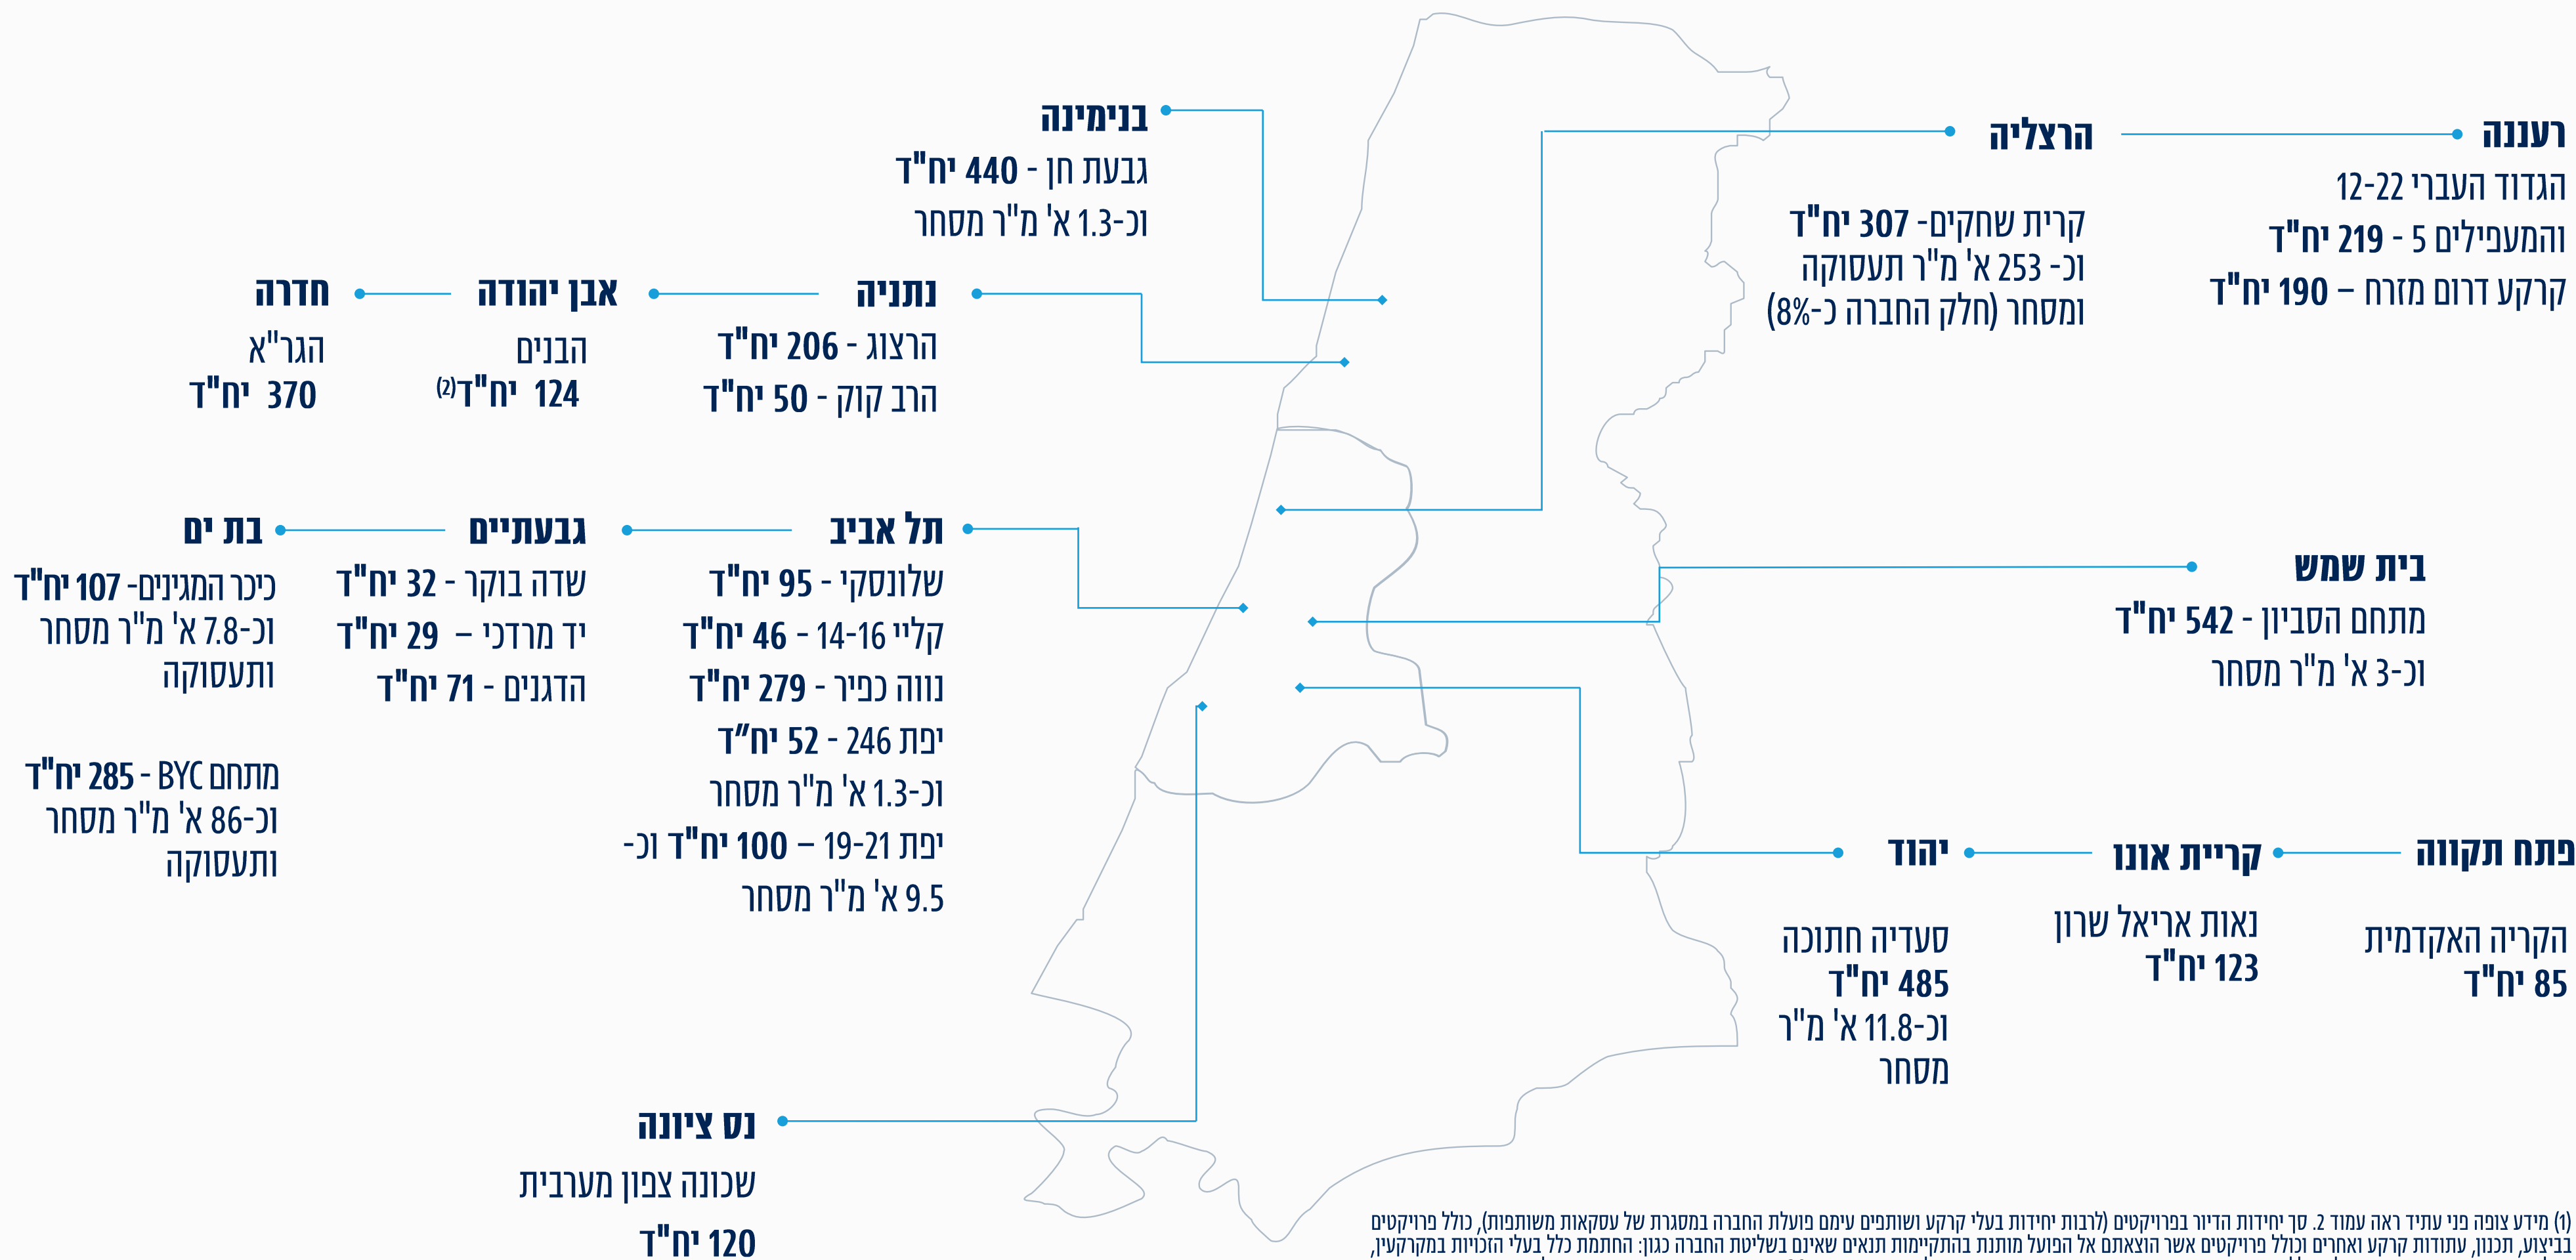 בנימינה
גבעת חן - 440 יח"ד
וכ-1.3 א' מ"ר מסחר
רעננה
הגדוד העברי 12-22
והמעפילים 5 - 219 יח"ד
קרקע דרום מזרח – 190 יח"ד
הרצליה
קרית שחקים- 307 יח"ד
וכ- 253 א' מ"ר תעסוקה
ומסחר (חלק החברה כ-8%)
נתניה
הרצוג - 206 יח"ד
הרב קוק - 50 יח"ד
אבן יהודה
הבנים
124 יח"ד(2)
חדרה
הגר"א
370 יח"ד
תל אביב
שלונסקי - 95 יח"ד
קליי 14-16 - 46 יח"ד
נווה כפיר - 279 יח"ד
יפת 246 - 52 יח"ד
וכ-1.3 א' מ"ר מסחר
יפת 19-21 – 100 יח"ד וכ-
9.5 א' מ"ר מסחר
גבעתיים
שדה בוקר - 32 יח"ד
יד מרדכי – 29 יח"ד
הדגנים - 71 יח"ד
בת ים
כיכר המגינים- 107 יח"ד
וכ-7.8 א' מ"ר מסחר
ותעסוקה
מתחם BYC - 285 יח"ד
וכ-86 א' מ"ר מסחר
ותעסוקה
בית שמש
מתחם הסביון - 542 יח"ד
וכ-3 א' מ"ר מסחר
פתח תקווה
הקריה האקדמית
85 יח"ד
קריית אונו
נאות אריאל שרון
123 יח"ד
יהוד
סעדיה חתוכה
485 יח"ד
וכ-11.8 א' מ"ר
מסחר
נס ציונה
שכונה צפון מערבית
120 יח"ד
(1) מידע צופה פני עתיד ראה עמוד 2. סך יחידות הדיור בפרויקטים (לרבות יחידות בעלי קרקע ושותפים עימם פועלת החברה במסגרת של עסקאות משותפות), כולל פרויקטים
בביצוע, תכנון, עתודות קרקע ואחרים וכולל פרויקטים אשר הוצאתם אל הפועל מותנת בהתקיימות תנאים שאינם בשליטת החברה כגון: החתמת כלל בעלי הזכויות במקרקעין,